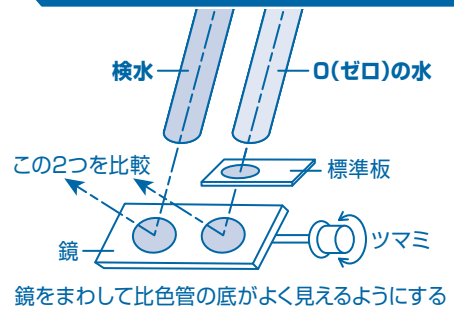 検水
0(ゼロ)の水
この2つを比較
標準板
鏡
ツマミ
鏡をまわして比色管の底がよく見えるようにする